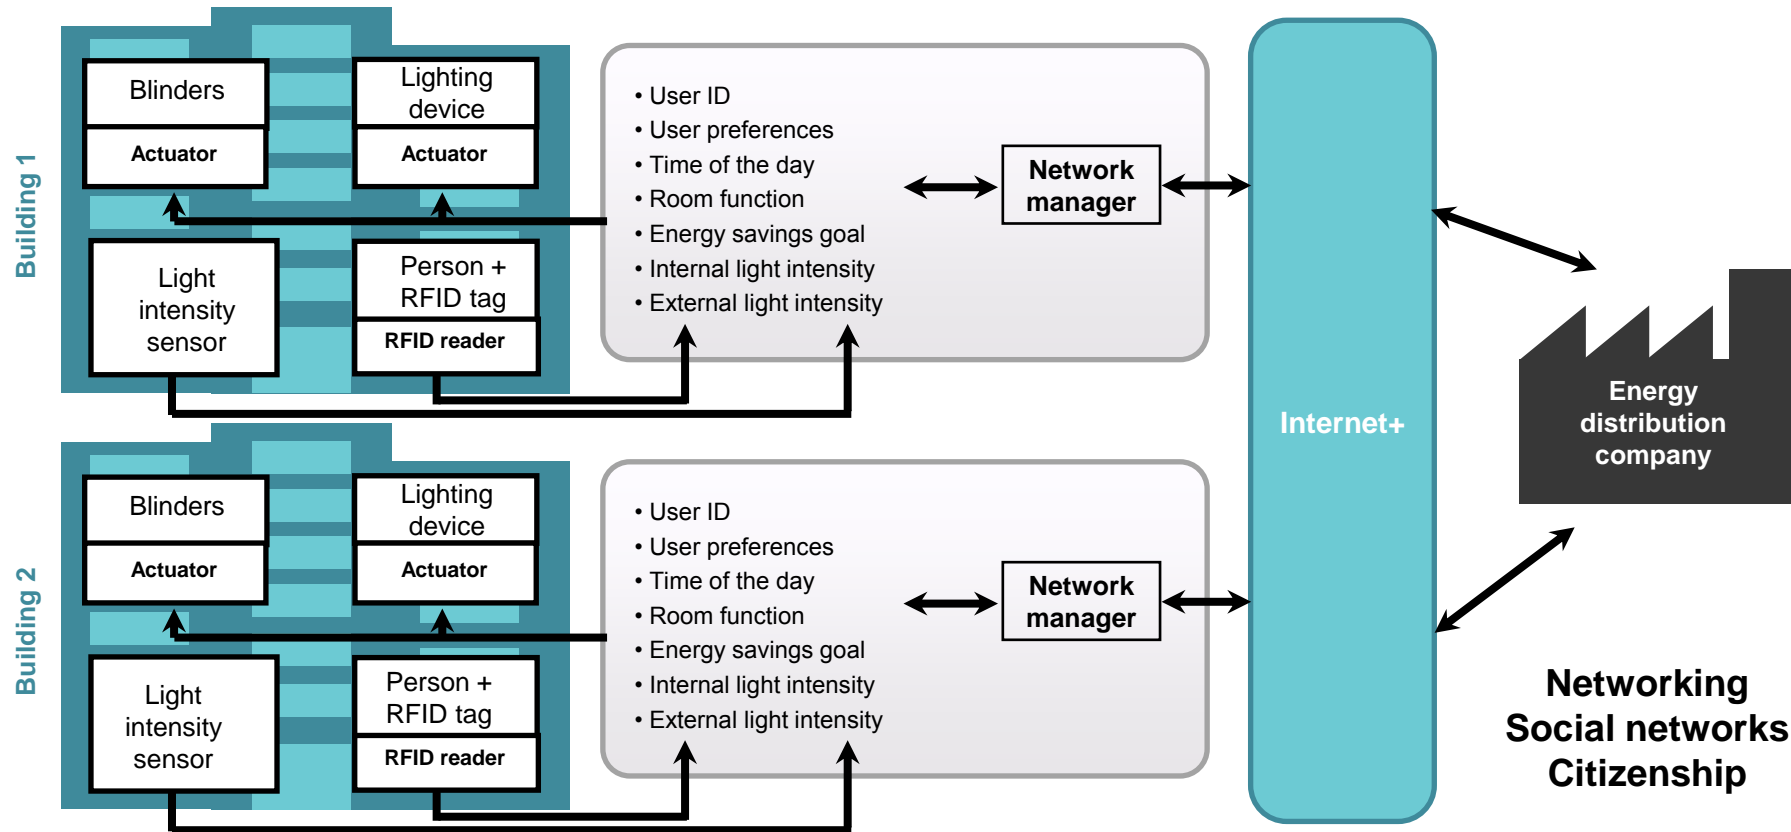 Building 1
Blinders
Actuator
Lighting
device
Actuator
Light
intensity
sensor
Person +
RFID tag
RFID reader
• User ID
• User preferences
• Time of the day
• Room function
• Energy savings goal
• Internal light intensity
• External light intensity
Network
manager
Building 2
Blinders
Actuator
Lighting
device
Actuator
Light
intensity
sensor
Person +
RFID tag
RFID reader
• User ID
• User preferences
• Time of the day
• Room function
• Energy savings goal
• Internal light intensity
• External light intensity
Network
manager
Internet+
Energy
distribution
company
Networking
Social networks
Citizenship